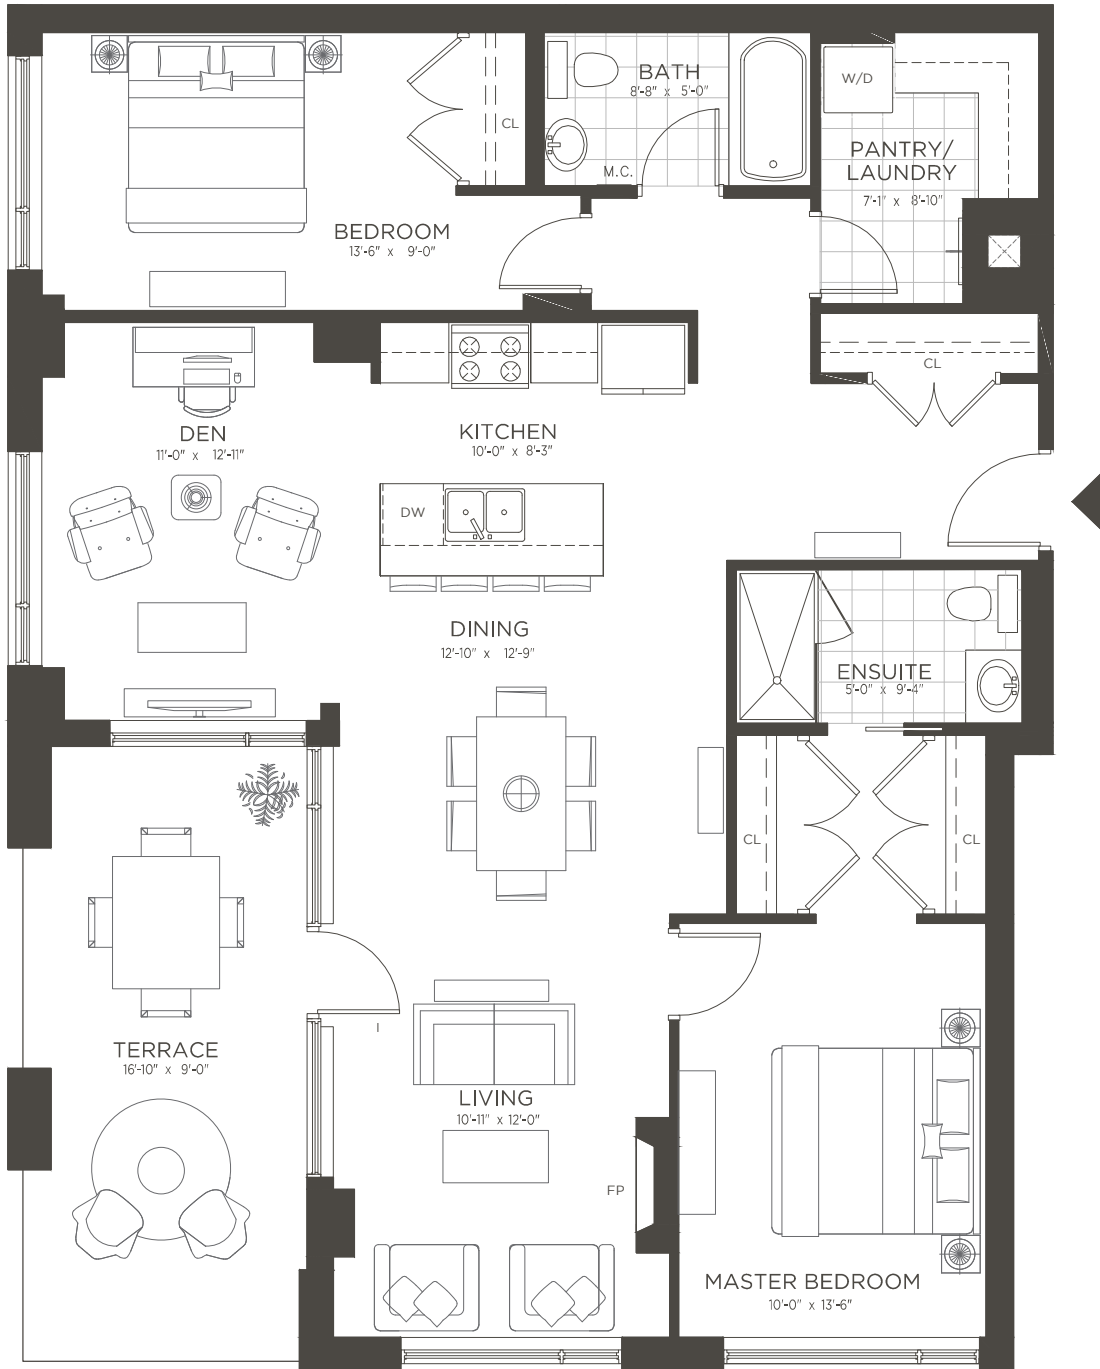 BATH
8'-8" x 5'-0"
W/D
CL
M.C.
PANTRY/
LAUNDRY
7'-1" x 8'-10"
BEDROOM
13'-6" x 9'-0"
CL
DEN
11'-0" x 12'-11"
KITCHEN
10'-0" x 8'-3"
DW
DINING
12'-10" x 12'-9"
ENSUITE
5'-0" x 9'-4"
CL
CL
TERRACE
16'-10" x 9'-0"
LIVING
10'-11" x 12'-0"
FP
MASTER BEDROOM
10'-0" x 13'-6"